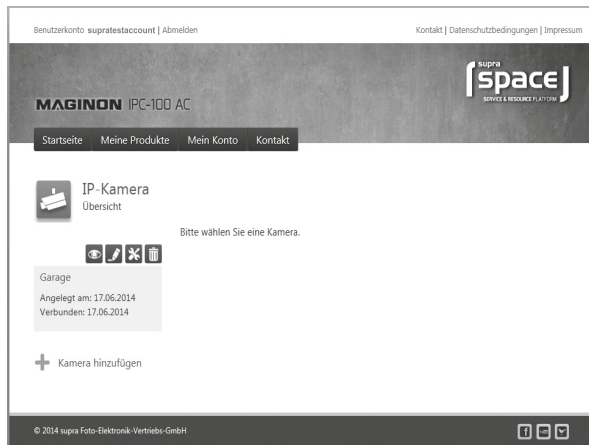 Benutzerkonto supratestaccount | Abmelden
Kontakt | Datenschutzbedingungen | Impressum
supra
space
SERVICE & RESOURCE PLATFORM
MAGINON IPC-100 AC
Startseite Meine Produkte Mein Konto Kontakt
IP-Kamera
Übersicht
Bitte wählen Sie eine Kamera.
Garage
Angelegt am: 17.06.2014
Verbunden: 17.06.2014
Kamera hinzufügen
© 2014 supra Foto-Elektronik-Vertriebs-GmbH